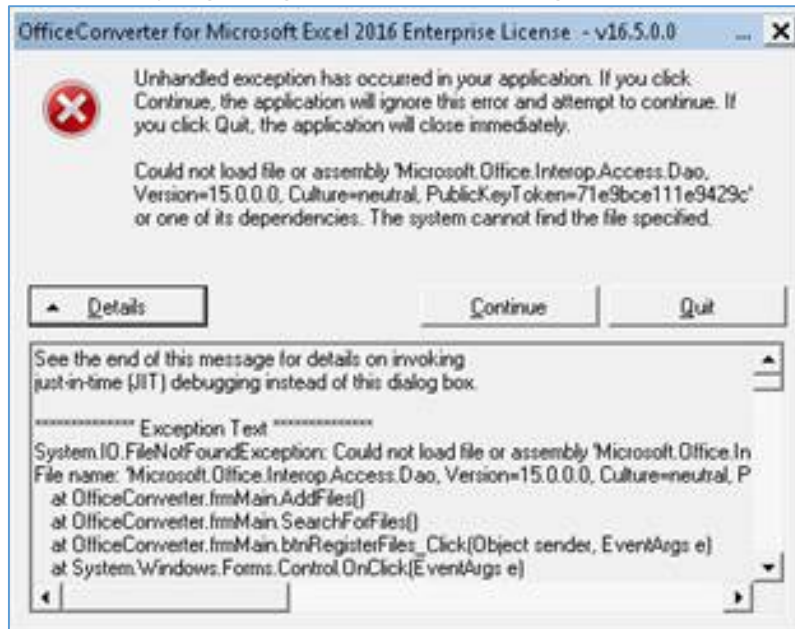 OfficeConverter for Microsoft Excel 2016 Enterprise License - v16.5.0.0 ...
Unhandled exception has occurred in your application. If you click
Continue, the application will ignore this error and attempt to continue. If
you click Quit, the application will close immediately.
Could not load file or assembly 'Microsoft.Office.Interop.Access.Dao,
Version=15.0.0.0, Culture=neutral, PublicKeyToken=71e9bce111e9429c'
or one of its dependencies. The system cannot find the file specified.
Details Continue Quit
See the end of this message for details on invoking
just-in-time (JIT) debugging instead of this dialog box.
************** Exception Text **************
System.IO.FileNotFoundException: Could not load file or assembly 'Microsoft.Office.In
File name: 'Microsoft.Office.Interop.Access.Dao, Version=15.0.0.0, Culture=neutral, P
at OfficeConverter.frmMain.AddFiles()
at OfficeConverter.frmMain.SearchForFiles()
at OfficeConverter.frmMain.btnRegisterFiles_Click(Object sender, EventArgs e)
at System.Windows.Forms.Control.OnClick(EventArgs e)